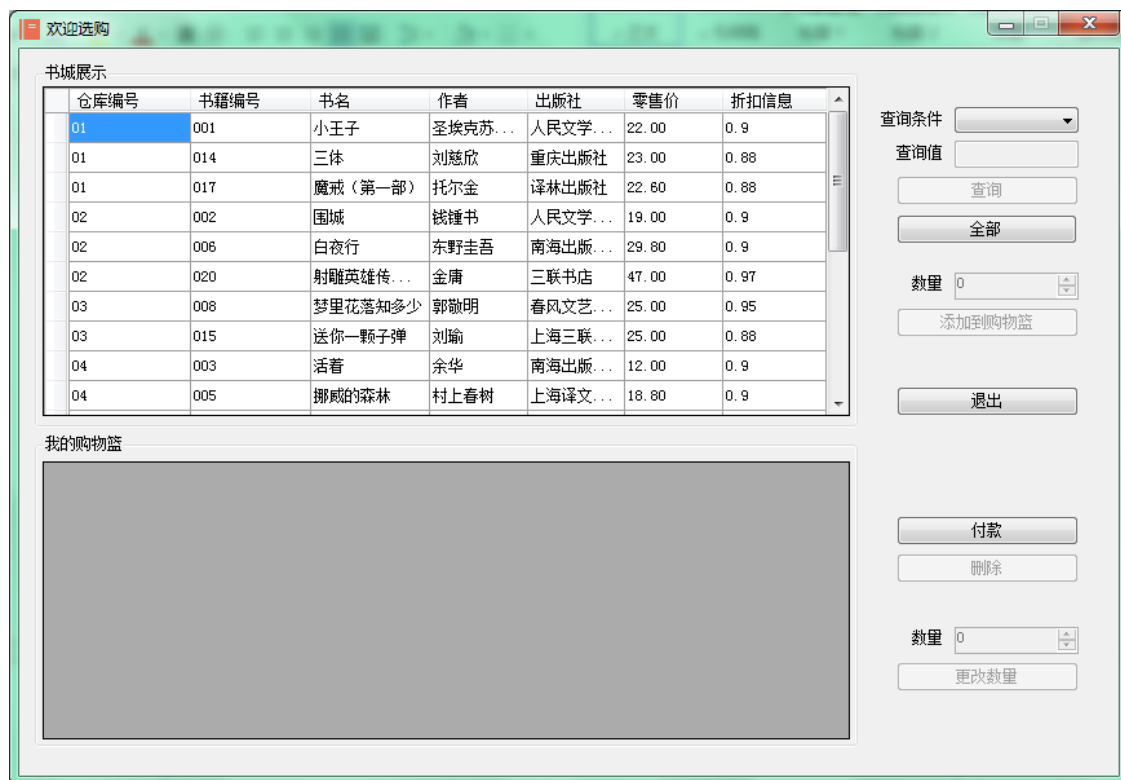 欢迎选购
书城展示
仓库编号 书籍编号 书名 作者 出版社 零售价 折扣信息
01 001 小王子 圣埃克苏... 人民文学... 22.00 0.9
01 014 三体 刘慈欣 重庆出版社 23.00 0.88
01 017 魔戒（第一部） 托尔金 译林出版社 22.60 0.88
02 002 围城 钱锺书 人民文学... 19.00 0.9
02 006 白夜行 东野圭吾 南海出版... 29.80 0.9
02 020 射雕英雄传... 金庸 三联书店 47.00 0.97
03 008 梦里花落知多少 郭敬明 春风文艺... 25.00 0.95
03 015 送你一颗子弹 刘瑜 上海三联... 25.00 0.88
04 003 活着 余华 南海出版... 12.00 0.9
04 005 挪威的森林 村上春树 上海译文... 18.80 0.9
查询条件
查询值
查询
全部
数量 0
添加到购物篮
退出
我的购物篮
付款
删除
数量 0
更改数量